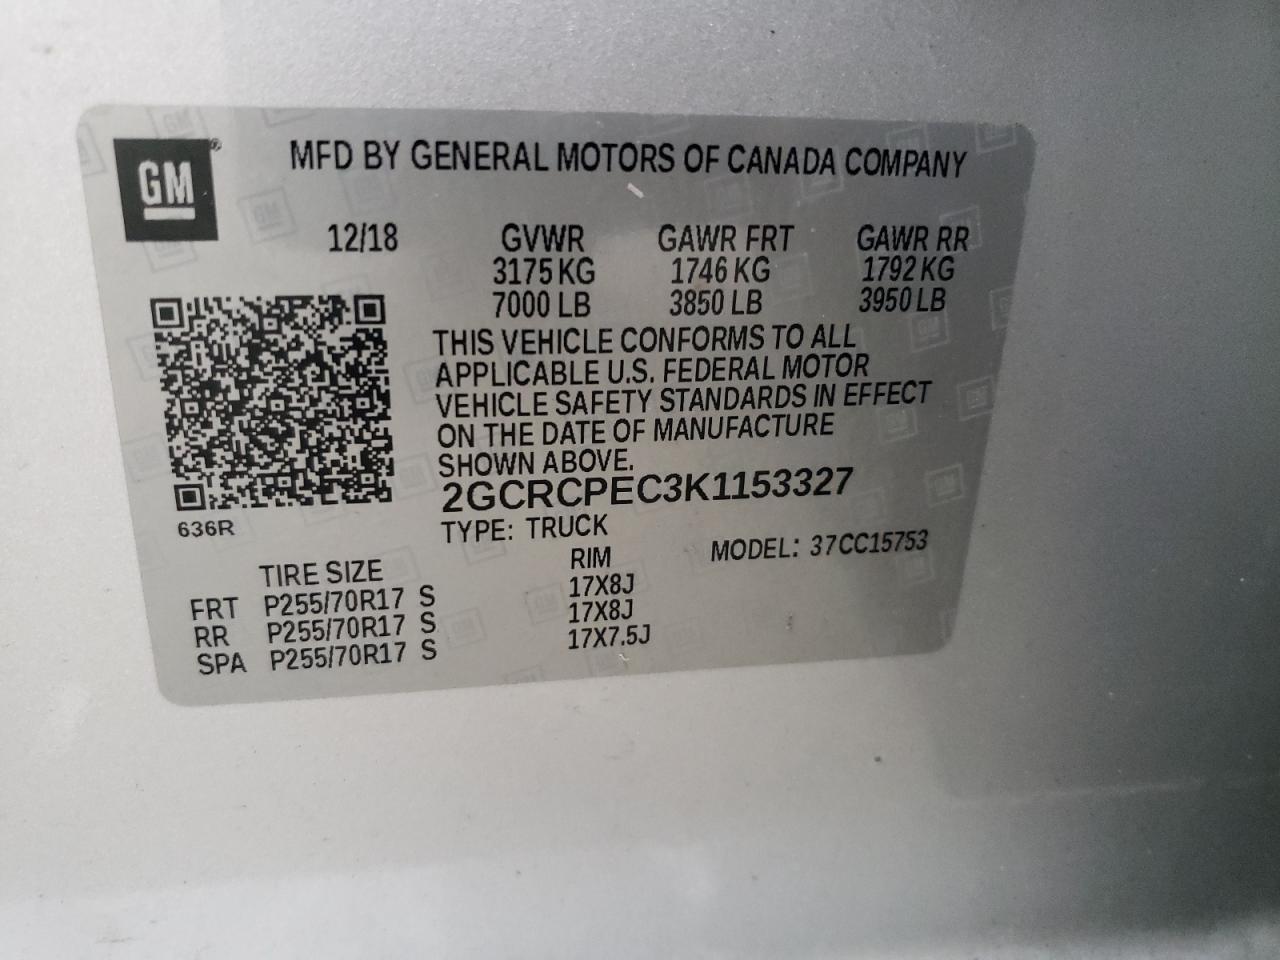 GM®
MFD BY GENERAL MOTORS OF CANADA COMPANY
12/18 GVWR GAWR FRT GAWR RR
3175 KG 1746 KG 1792 KG
7000 LB 3850 LB 3950 LB
THIS VEHICLE CONFORMS TO ALL
APPLICABLE U.S. FEDERAL MOTOR
VEHICLE SAFETY STANDARDS IN EFFECT
ON THE DATE OF MANUFACTURE
SHOWN ABOVE.
2GCRCPEC3K1153327
636R
TYPE: TRUCK
MODEL: 37CC15753
TIRE SIZE RIM
FRT P255/70R17 S 17X8J
RR P255/70R17 S 17X8J
SPA P255/70R17 S 17X7.5J